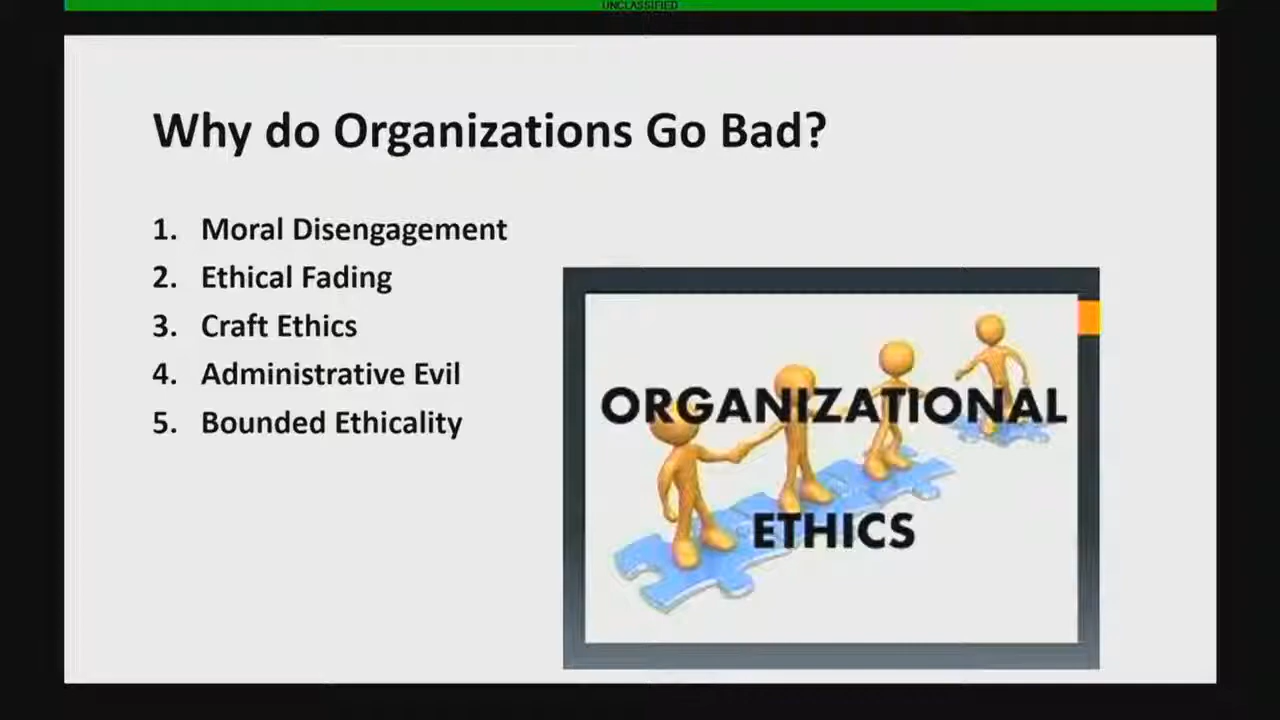 UNCLASSIFIED
Why do Organizations Go Bad?
1. Moral Disengagement
2. Ethical Fading
3. Craft Ethics
4. Administrative Evil
5. Bounded Ethicality
ORGANIZATIONAL
ETHICS